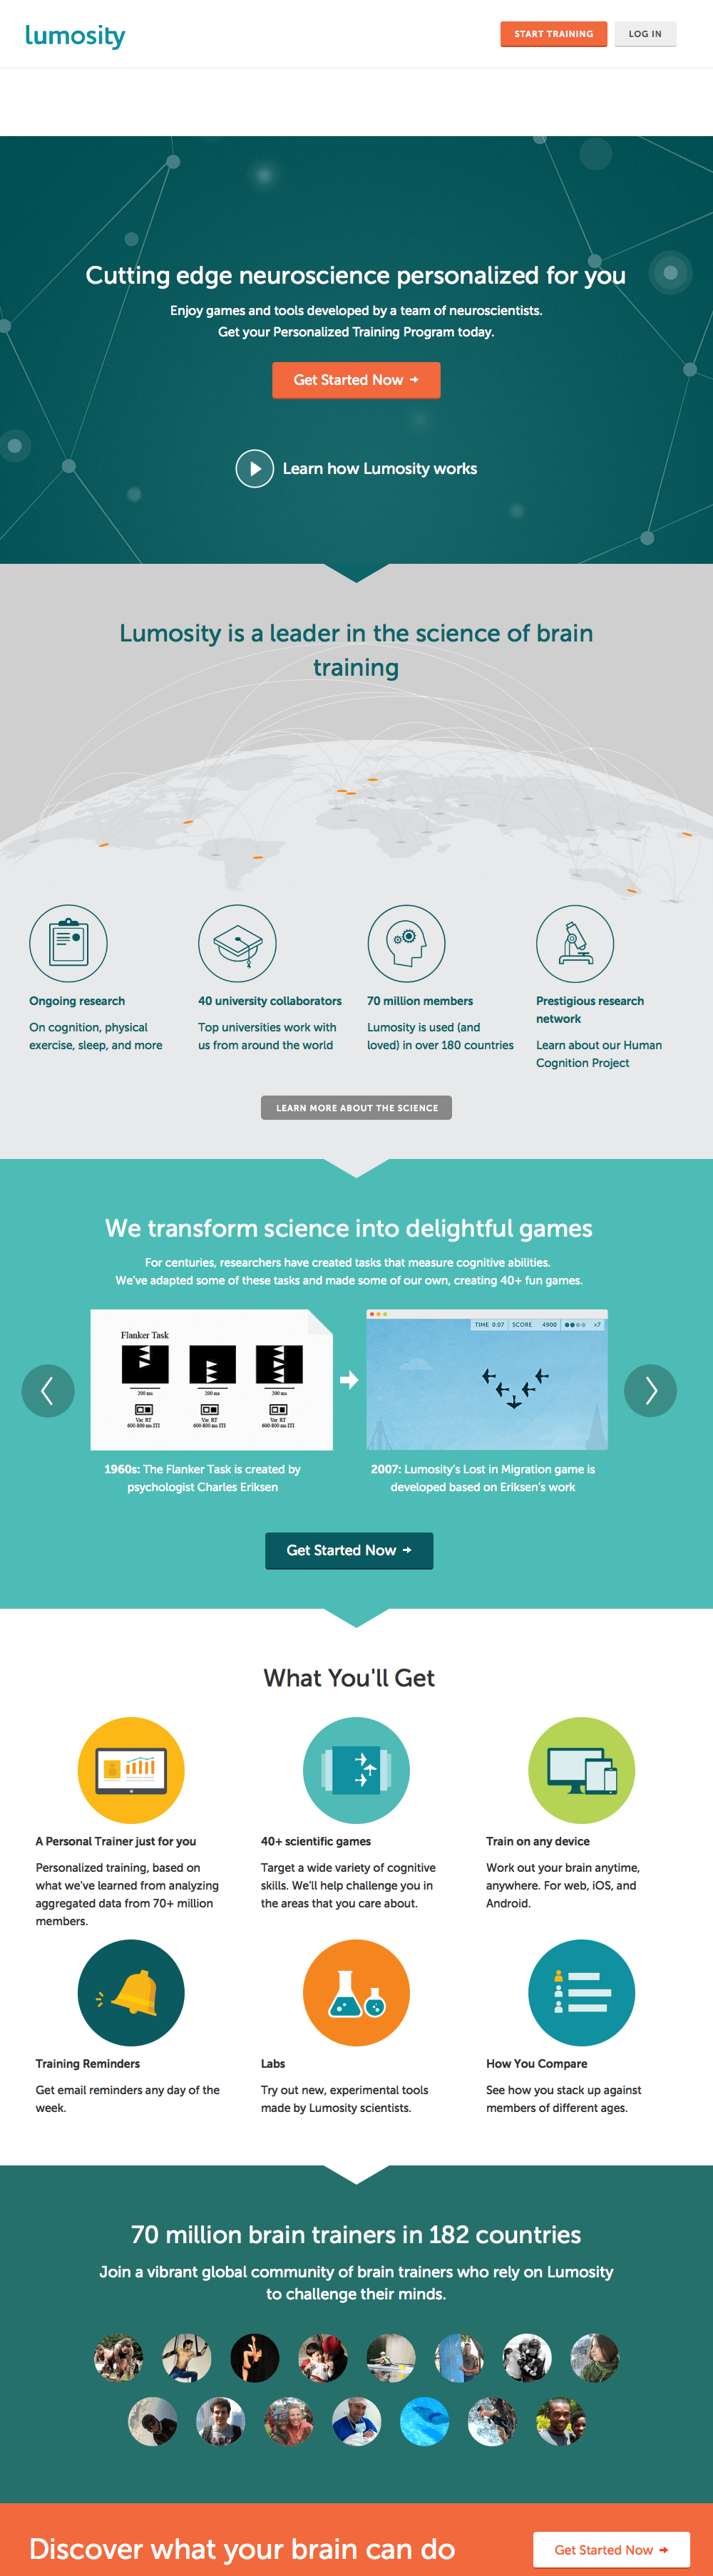 lumosity
START TRAINING
LOG IN
Cutting edge neuroscience personalized for you
Enjoy games and tools developed by a team of neuroscientists.
Get your Personalized Training Program today.
Get Started Now
Learn how Lumosity works
Lumosity is a leader in the science of brain
training
Ongoing research
On cognition, physical
exercise, sleep, and more
40 university collaborators
Top universities work with
us from around the world
70 million members
Lumosity is used (and
loved) in over 180 countries
Prestigious research
network
Learn about our Human
Cognition Project
LEARN MORE ABOUT THE SCIENCE
We transform science into delightful games
For centuries, researchers have created tasks that measure cognitive abilities.
We've adapted some of these tasks and made some of our own, creating 40+ fun games.
Flanker Task
200 ms
200 ms
200 ms
Var. RT
600-800 ms ITI
Var. RT
600-800 ms ITI
Var. RT
600-800 ms ITI
TIME 0:07 SCORE 4900 x7
1960s: The Flanker Task is created by
psychologist Charles Eriksen
2007: Lumosity's Lost in Migration game is
developed based on Eriksen's work
Get Started Now
What You'll Get
A Personal Trainer just for you
Personalized training, based on
what we've learned from analyzing
aggregated data from 70+ million
members.
40+ scientific games
Target a wide variety of cognitive
skills. We'll help challenge you in
the areas that you care about.
Train on any device
Work out your brain anytime,
anywhere. For web, iOS, and
Android.
Training Reminders
Get email reminders any day of the
week.
Labs
Try out new, experimental tools
made by Lumosity scientists.
How You Compare
See how you stack up against
members of different ages.
70 million brain trainers in 182 countries
Join a vibrant global community of brain trainers who rely on Lumosity
to challenge their minds.
Discover what your brain can do
Get Started Now